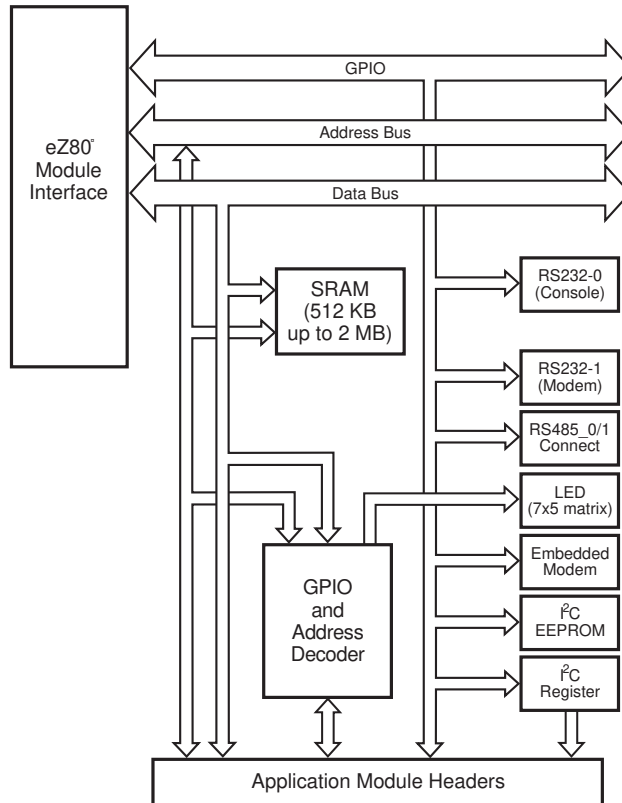 GPIO
eZ80°
Module
Interface
Address Bus
Data Bus
SRAM
(512 KB
up to 2 MB)
RS232-0
(Console)
RS232-1
(Modem)
RS485_0/1
Connect
LED
(7x5 matrix)
Embedded
Modem
GPIO
and
Address
Decoder
I²C
EEPROM
I²C
Register
Application Module Headers